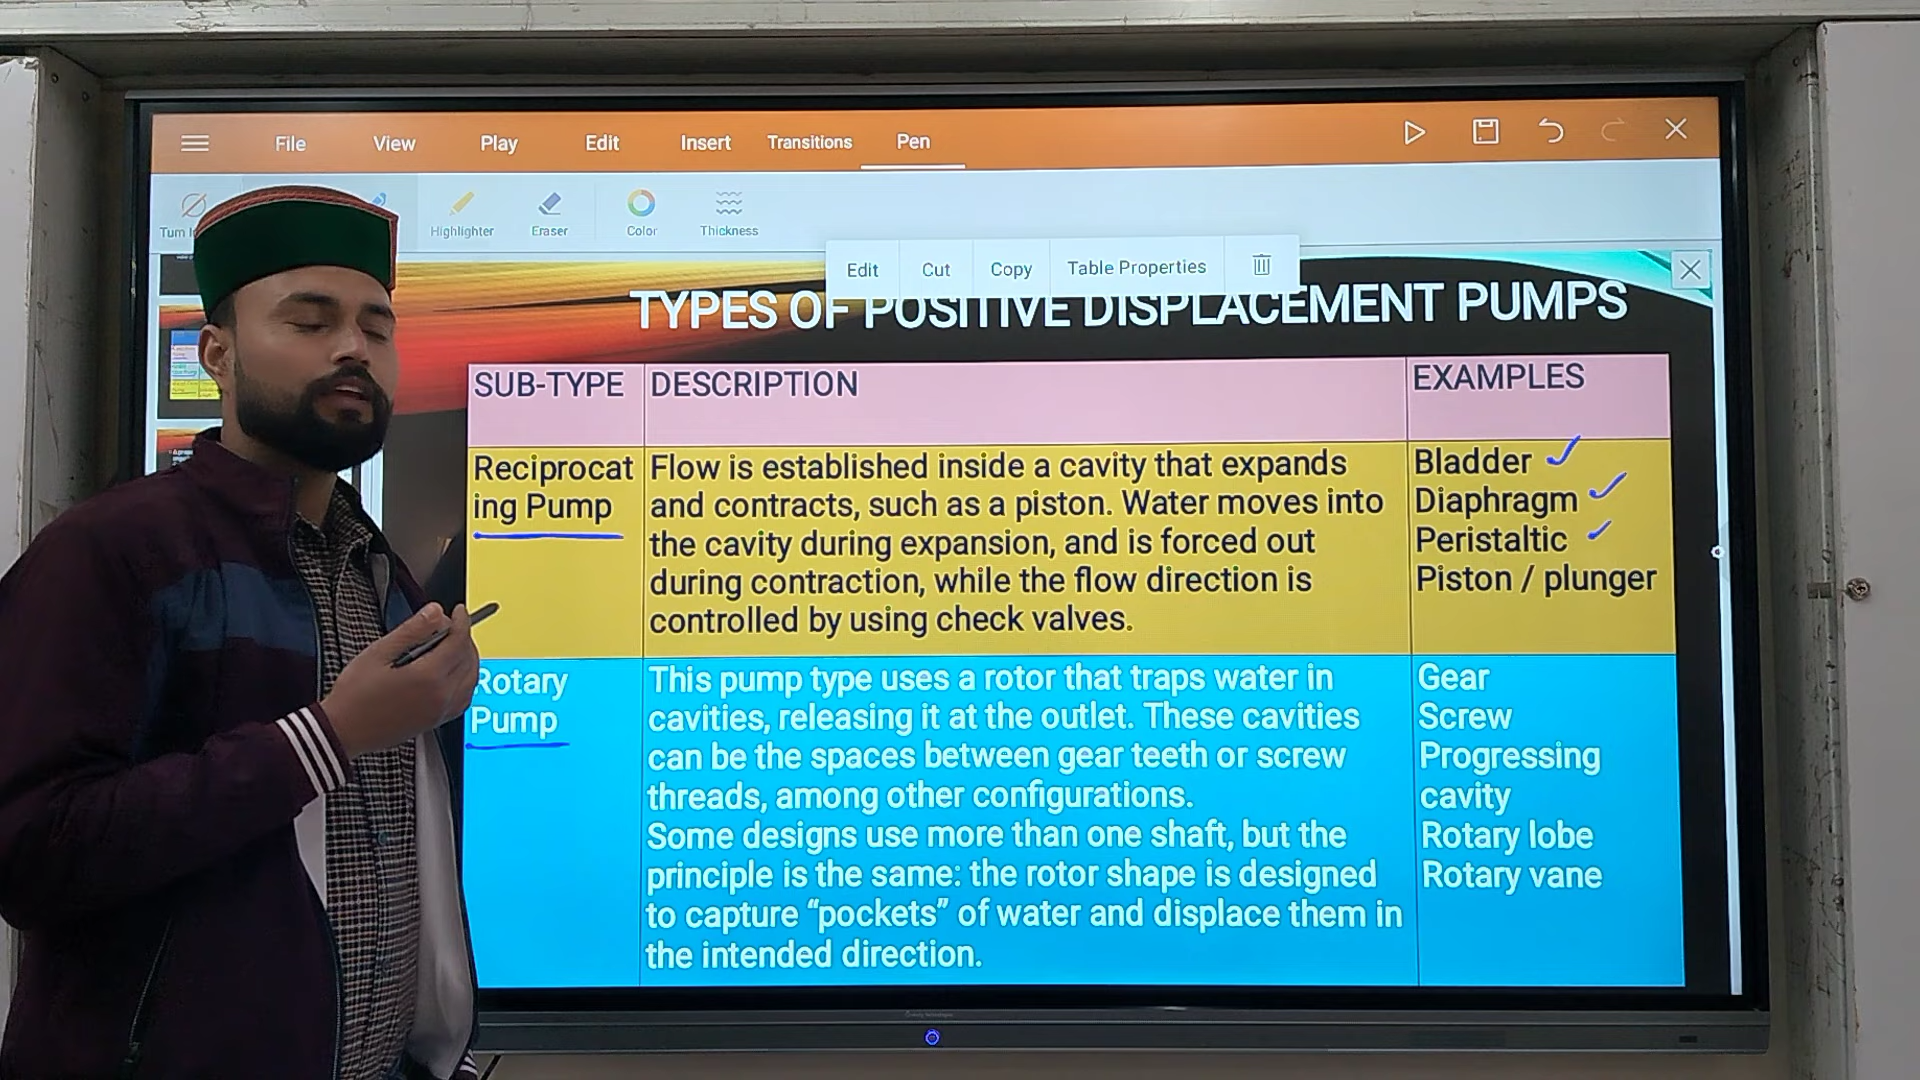 File View Play Edit Insert Transitions Pen
Highlighter Eraser Color Thickness
Edit Cut Copy Table Properties
TYPES OF POSITIVE DISPLACEMENT PUMPS
SUB-TYPE DESCRIPTION EXAMPLES
Reciprocat
ing Pump
Flow is established inside a cavity that expands
and contracts, such as a piston. Water moves into
the cavity during expansion, and is forced out
during contraction, while the flow direction is
controlled by using check valves.
Bladder
Diaphragm
Peristaltic
Piston / plunger
Rotary
Pump
This pump type uses a rotor that traps water in
cavities, releasing it at the outlet. These cavities
can be the spaces between gear teeth or screw
threads, among other configurations.
Some designs use more than one shaft, but the
principle is the same: the rotor shape is designed
to capture “pockets” of water and displace them in
the intended direction.
Gear
Screw
Progressing
cavity
Rotary lobe
Rotary vane